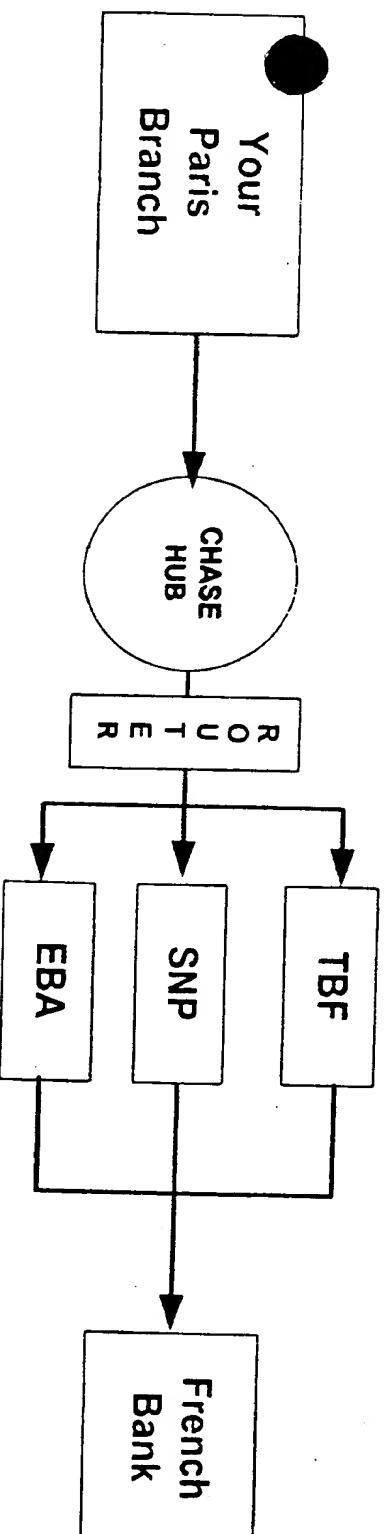 Your
Paris
Branch
CHASE
HUB
ROUTER
TBF
SNP
EBA
French
Bank